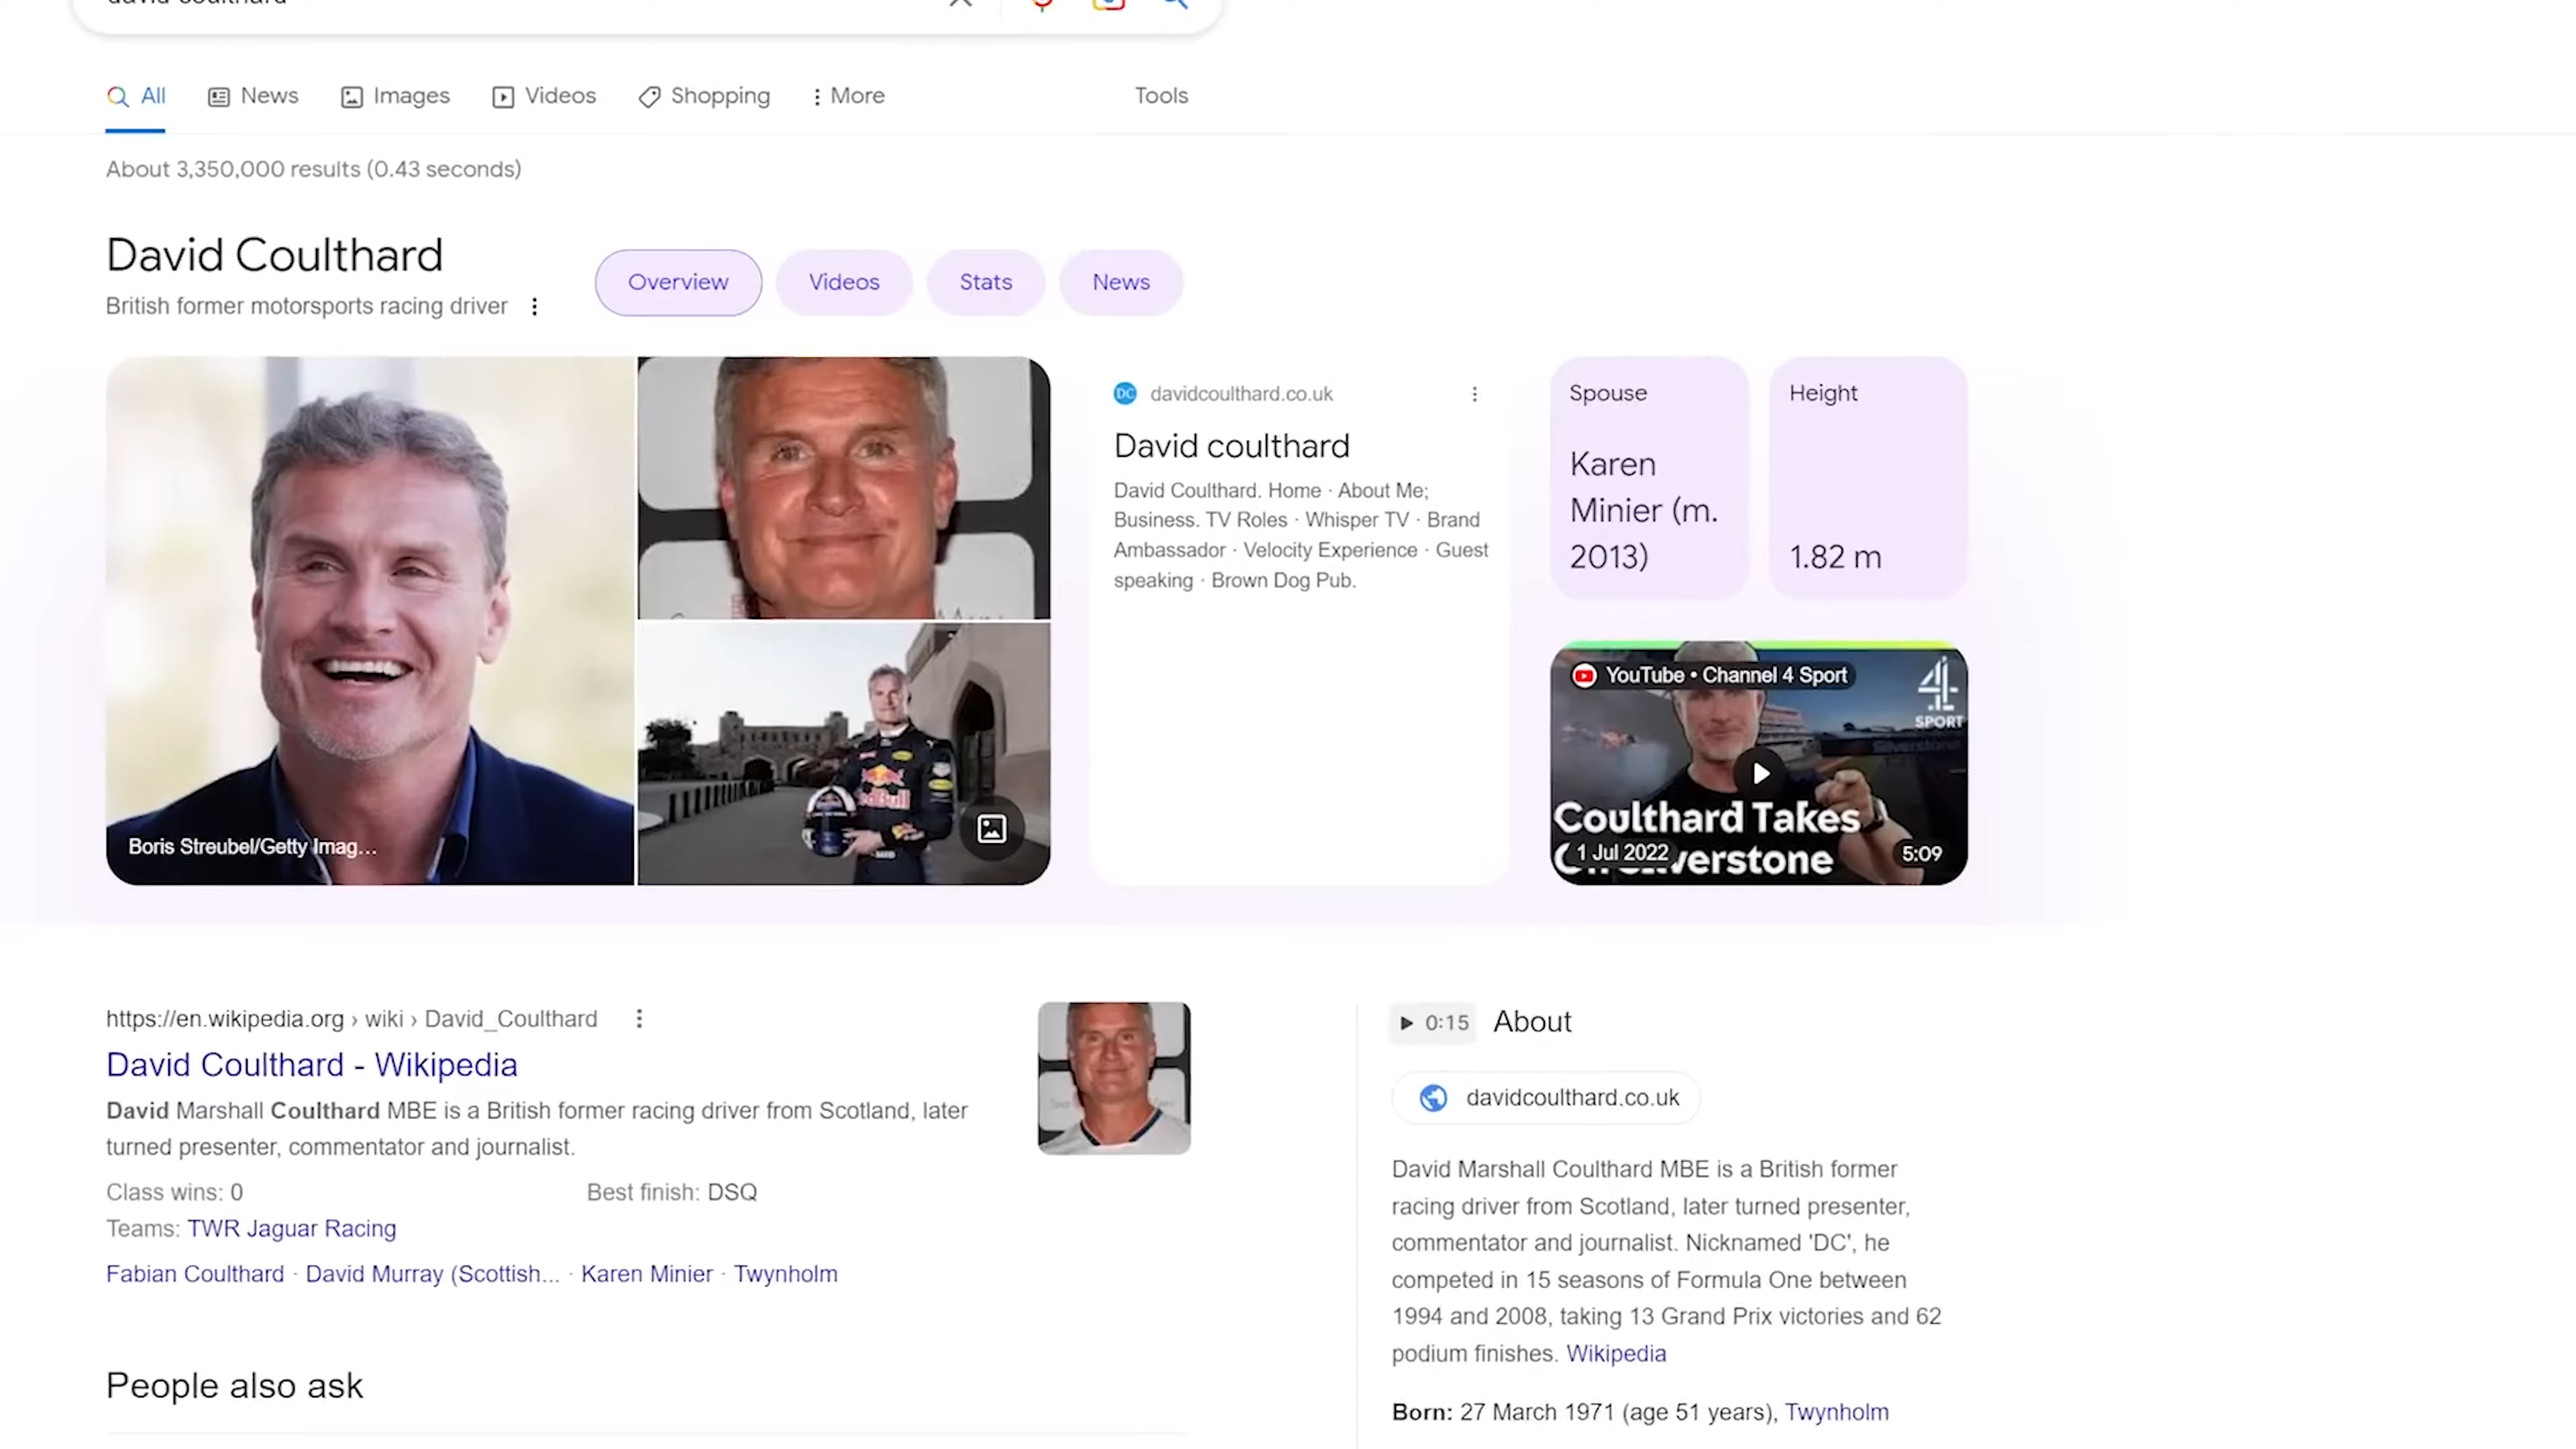 david coulthard
All News Images Videos Shopping More Tools
About 3,350,000 results (0.43 seconds)
David Coulthard
British former motorsports racing driver
Overview Videos Stats News
Boris Streubel/Getty Imag...
Red Bull
davidcoulthard.co.uk
David coulthard
David Coulthard. Home · About Me;
Business. TV Roles · Whisper TV · Brand
Ambassador · Velocity Experience · Guest
speaking · Brown Dog Pub.
Spouse
Karen
Minier (m.
2013)
Height
1.82 m
YouTube • Channel 4 Sport
4
SPORT
Silverstone
Coulthard Takes
1 Jul 2022
verstone
5:09
https://en.wikipedia.org › wiki › David_Coulthard
David Coulthard - Wikipedia
David Marshall Coulthard MBE is a British former racing driver from Scotland, later
turned presenter, commentator and journalist.
Class wins: 0 Best finish: DSQ
Teams: TWR Jaguar Racing
Fabian Coulthard · David Murray (Scottish... · Karen Minier · Twynholm
People also ask
0:15 About
davidcoulthard.co.uk
David Marshall Coulthard MBE is a British former
racing driver from Scotland, later turned presenter,
commentator and journalist. Nicknamed 'DC', he
competed in 15 seasons of Formula One between
1994 and 2008, taking 13 Grand Prix victories and 62
podium finishes. Wikipedia
Born: 27 March 1971 (age 51 years), Twynholm